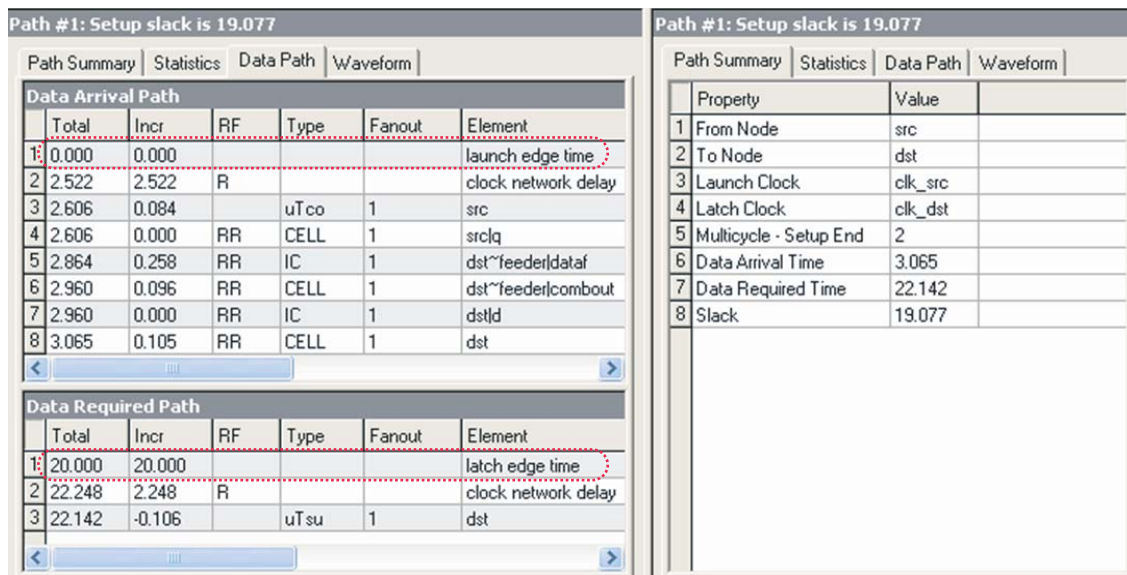 Path #1: Setup slack is 19.077
Path Summary Statistics Data Path Waveform
Data Arrival Path
Total Incr RF Type Fanout Element
1 0.000 0.000 launch edge time
2 2.522 2.522 R clock network delay
3 2.606 0.084 uTco 1 src
4 2.606 0.000 RR CELL 1 src|q
5 2.864 0.258 RR IC 1 dst~feeder|dataf
6 2.960 0.096 RR CELL 1 dst~feeder|combout
7 2.960 0.000 RR IC 1 dst|d
8 3.065 0.105 RR CELL 1 dst
Data Required Path
Total Incr RF Type Fanout Element
1 20.000 20.000 latch edge time
2 22.248 2.248 R clock network delay
3 22.142 -0.106 uTsu 1 dst
Path #1: Setup slack is 19.077
Path Summary Statistics Data Path Waveform
Property Value
1 From Node src
2 To Node dst
3 Launch Clock clk_src
4 Latch Clock clk_dst
5 Multicycle - Setup End 2
6 Data Arrival Time 3.065
7 Data Required Time 22.142
8 Slack 19.077